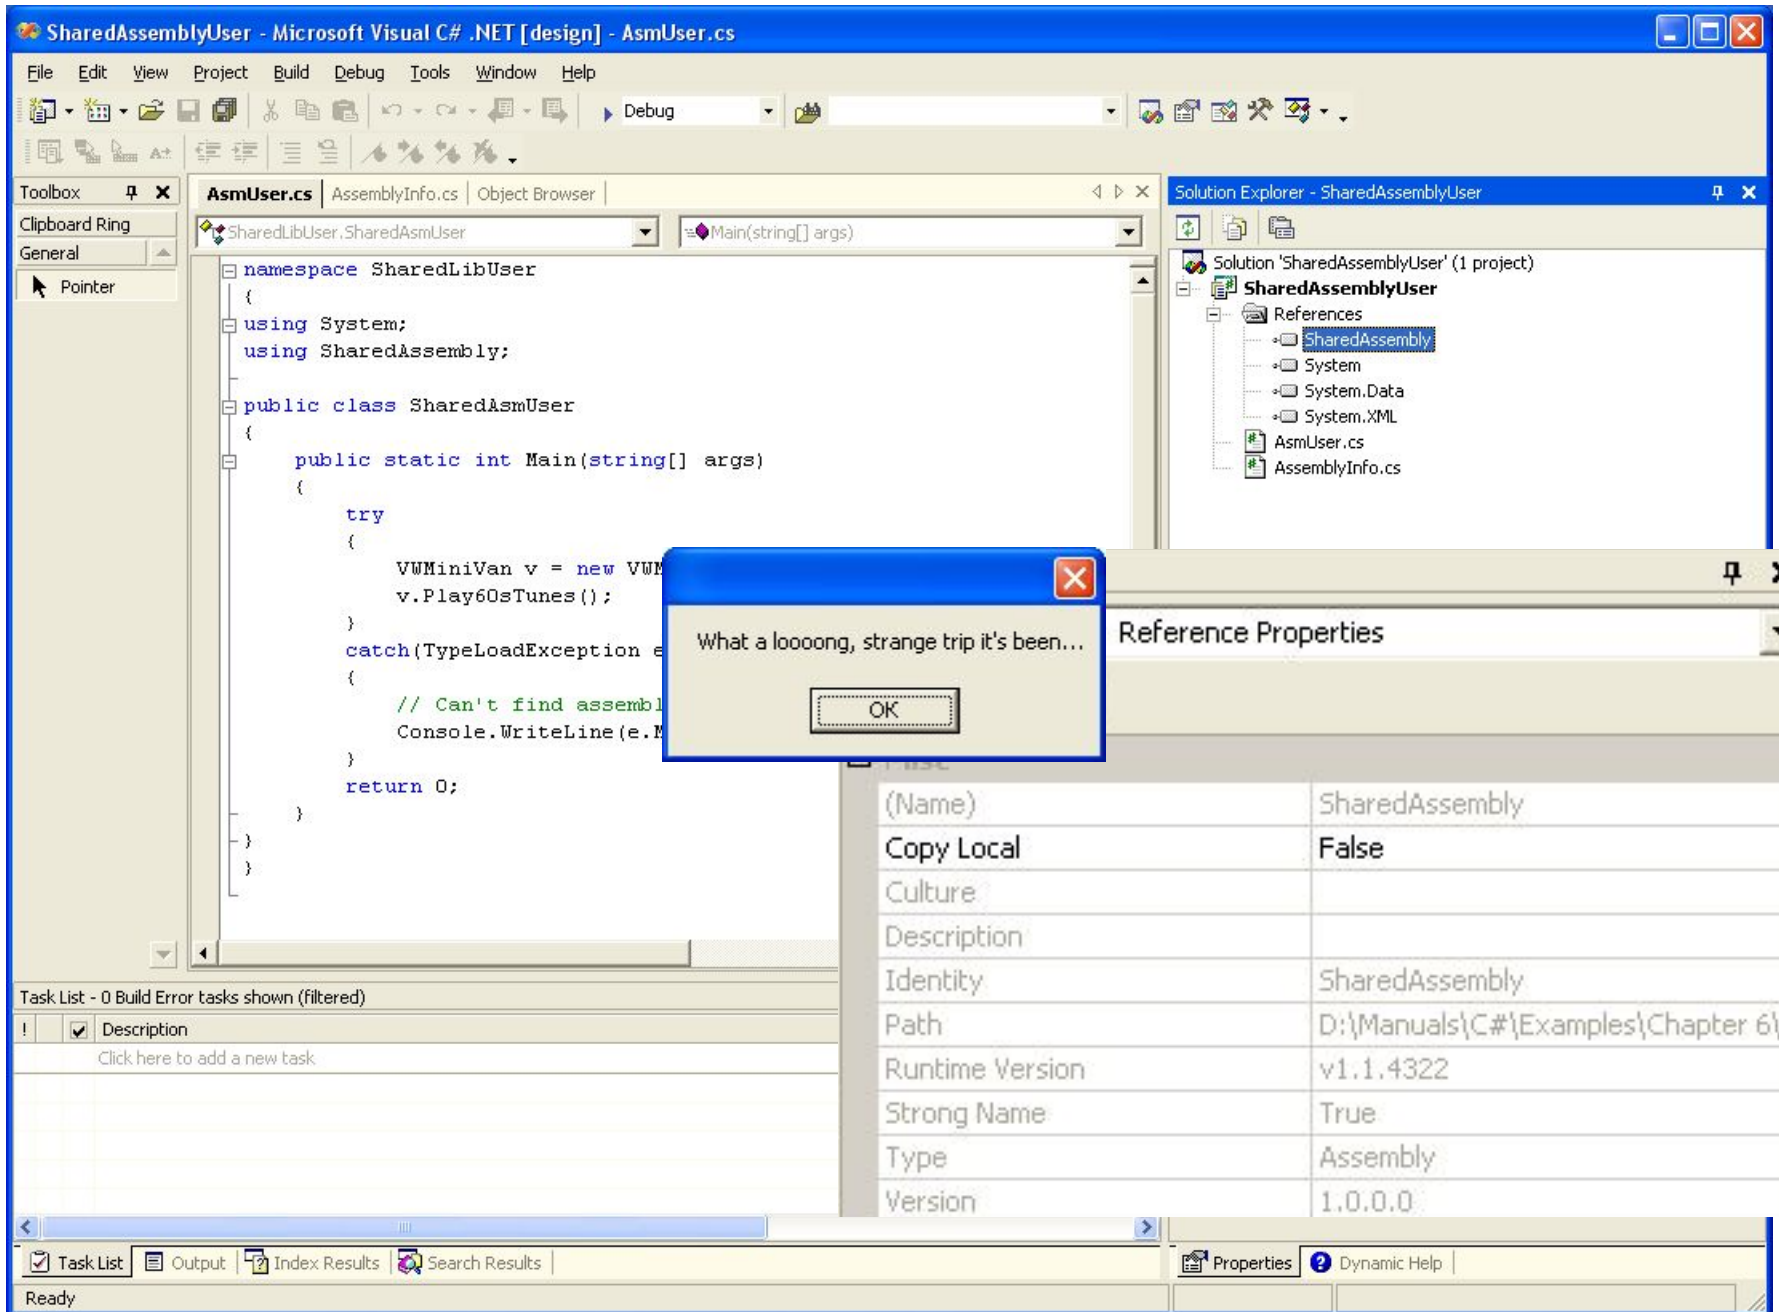 SharedAssemblyUser - Microsoft Visual C# .NET [design] - AsmUser.cs
File Edit View Project Build Debug Tools Window Help
Debug
Toolbox
Clipboard Ring
General
Pointer
AsmUser.cs AssemblyInfo.cs Object Browser
SharedLibUser.SharedAsmUser Main(string[] args)
namespace SharedLibUser
{
using System;
using SharedAssembly;
public class SharedAsmUser
{
public static int Main(string[] args)
{
try
{
VWMiniVan v = new
v.Play60sTunes();
}
catch(TypeLoadException e
{
// Can't find
Console.WriteLine(e.
}
return 0;
}
}
}
What a loooong, strange trip it's been...
OK
Solution Explorer - SharedAssemblyUser
Solution 'SharedAssemblyUser' (1 project)
SharedAssemblyUser
References
SharedAssembly
System
System.Data
System.XML
AsmUser.cs
AssemblyInfo.cs
Reference Properties
(Name) SharedAssembly
Copy Local False
Culture
Description
Identity SharedAssembly
Path D:\Manuals\C#\Examples\Chapter 6\
Runtime Version v1.1.4322
Strong Name True
Type Assembly
Version 1.0.0.0
Task List - 0 Build Error tasks shown (filtered)
! Description
Click here to add a new task
Task List Output Index Results Search Results
Properties Dynamic Help
Ready